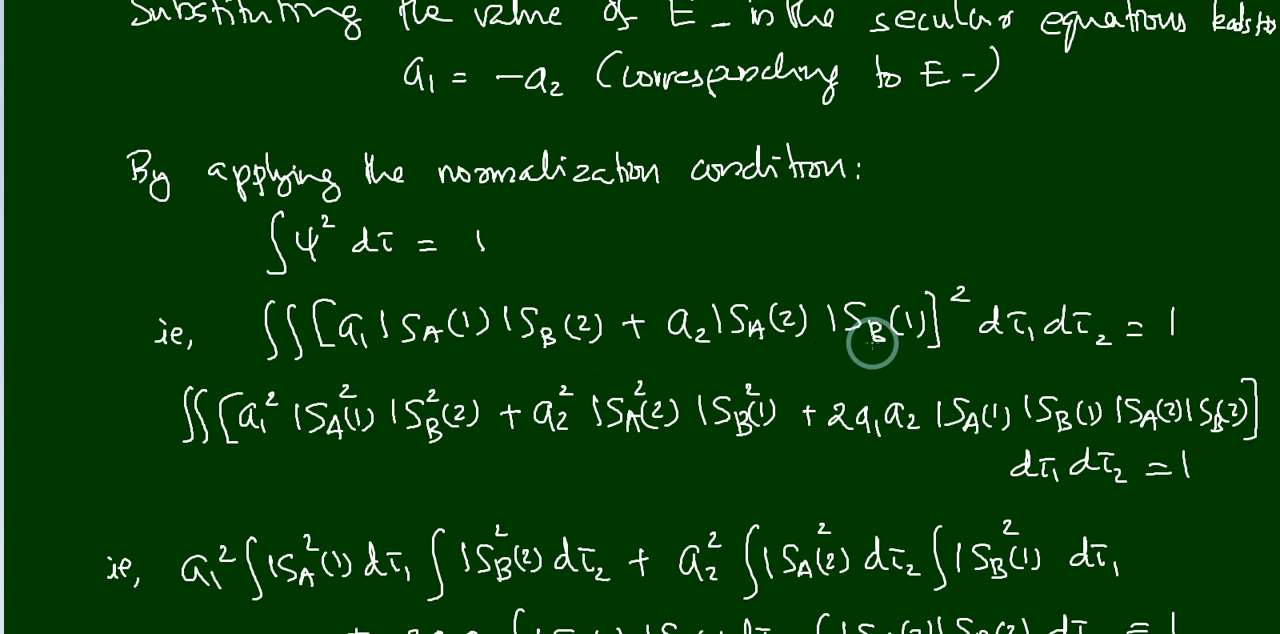 Substituting the value of E- in the secular equations leads to
a₁ = -a₂ (corresponding to E-)
By applying the normalization condition:
∫ψ² dτ = 1
ie, ∫∫[a₁ 1S_A(1) 1S_B(2) + a₂ 1S_A(2) 1S_B(1)]² dτ₁ dτ₂ = 1
∫∫[a₁² 1S_A²(1) 1S_B²(2) + a₂² 1S_A²(2) 1S_B²(1) + 2a₁a₂ 1S_A(1) 1S_B(1) 1S_A(2) 1S_B(2)]
dτ₁ dτ₂ = 1
ie, a₁² ∫1S_A²(1) dτ₁ ∫1S_B²(2) dτ₂ + a₂² ∫1S_A²(2) dτ₂ ∫1S_B²(1) dτ₁